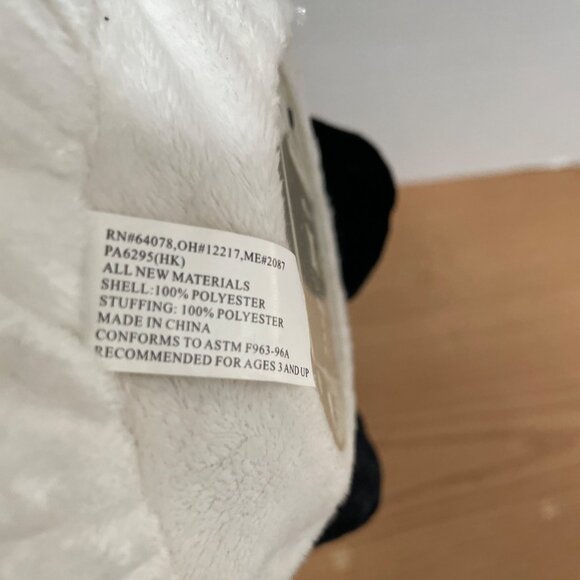 RN#64078,OH#12217,ME#2087
PA6295(HK)
ALL NEW MATERIALS
SHELL:100% POLYESTER
STUFFING: 100% POLYESTER
MADE IN CHINA
CONFORMS TO ASTM F963-96A
RECOMMENDED FOR AGES 3 AND UP